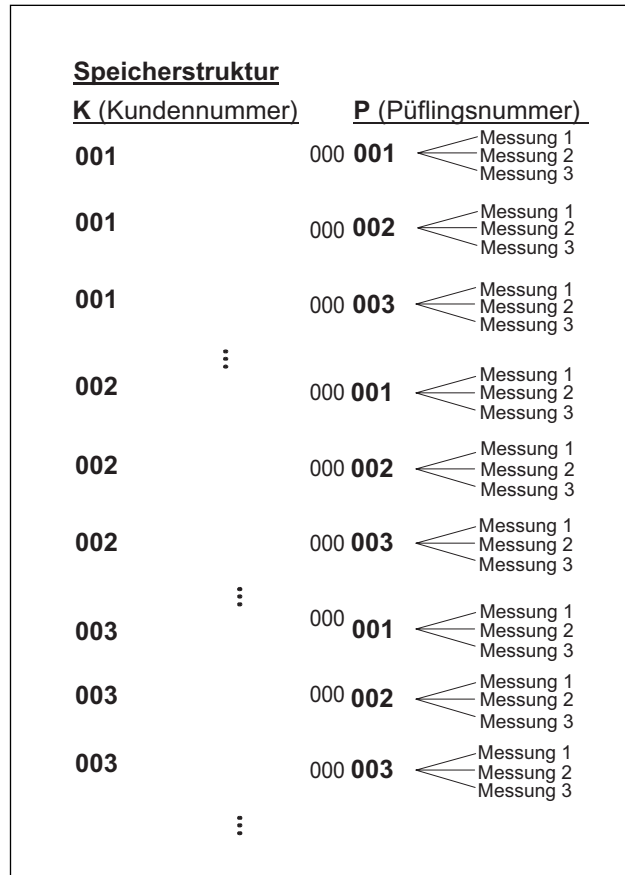 Speicherstruktur
K (Kundennummer) P (Püflingsnummer)
001 000 001 Messung 1
Messung 2
Messung 3
001 000 002 Messung 1
Messung 2
Messung 3
001 000 003 Messung 1
Messung 2
Messung 3
...
002 000 001 Messung 1
Messung 2
Messung 3
002 000 002 Messung 1
Messung 2
Messung 3
002 000 003 Messung 1
Messung 2
Messung 3
...
003 000 001 Messung 1
Messung 2
Messung 3
003 000 002 Messung 1
Messung 2
Messung 3
003 000 003 Messung 1
Messung 2
Messung 3
...